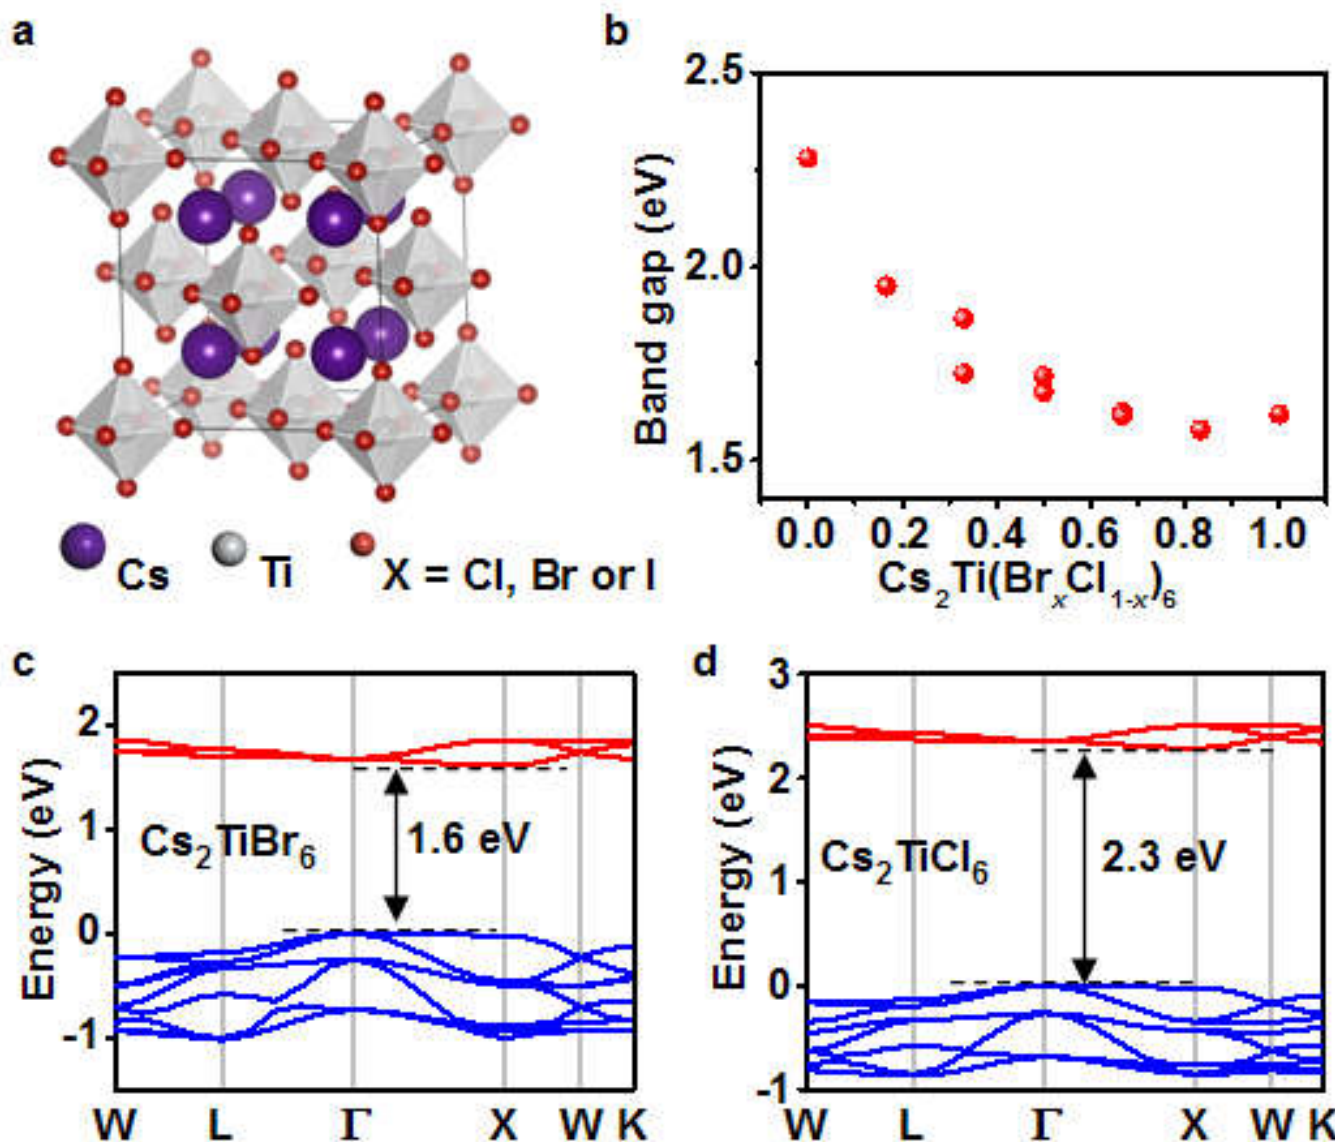 a
Cs Ti X = Cl, Br or I
b
Band gap (eV)
2.5
2.0
1.5
0.0 0.2 0.4 0.6 0.8 1.0
Cs₂Ti(BrₓCl₁₋ₓ)₆
c
Energy (eV)
2
1
0
-1
Cs₂TiBr₆
1.6 eV
W L Γ X W K
d
Energy (eV)
3
2
1
0
-1
Cs₂TiCl₆
2.3 eV
W L Γ X W K